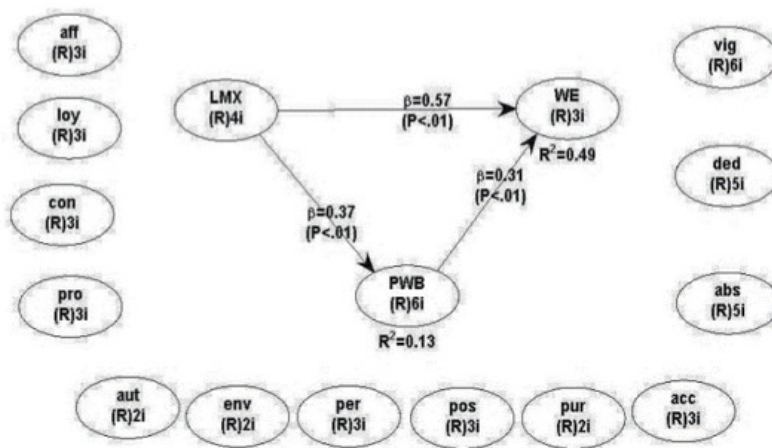 aff
(R)3i
vig
(R)6i
LMX
(R)4i
β=0.57
(P<.01)
WE
(R)3i
R²=0.49
loy
(R)3i
ded
(R)5i
β=0.31
(P<.01)
con
(R)3i
β=0.37
(P<.01)
pro
(R)3i
PWB
(R)6i
R²=0.13
abs
(R)5i
aut
(R)2i
env
(R)2i
per
(R)3i
pos
(R)3i
pur
(R)2i
acc
(R)3i